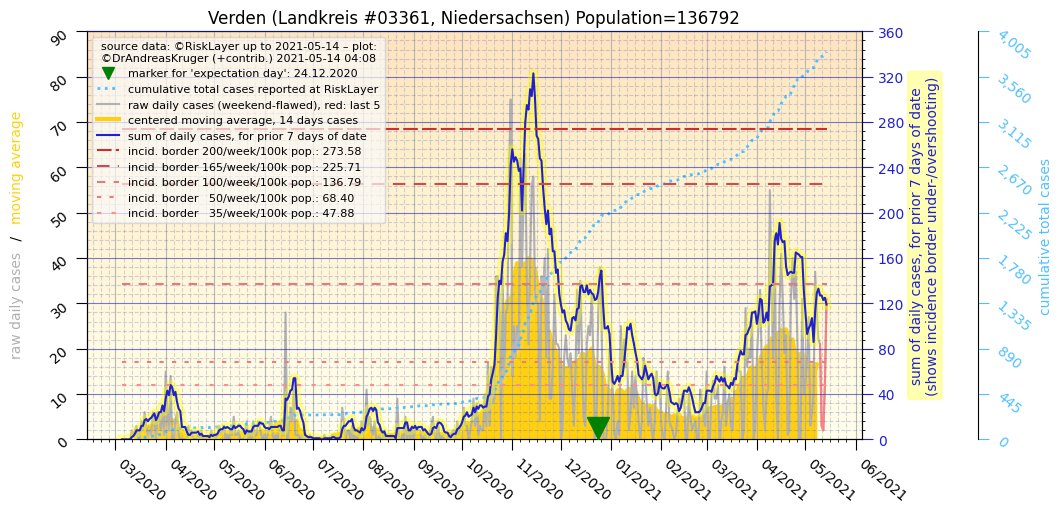 Verden (Landkreis #03361, Niedersachsen) Population=136792
source data: ©RiskLayer up to 2021-05-14 – plot:
©DrAndreasKruger (+contrib.) 2021-05-14 04:08
marker for 'expectation day': 24.12.2020
cumulative total cases reported at RiskLayer
raw daily cases (weekend-flawed), red: last 5
centered moving average, 14 days cases
sum of daily cases, for prior 7 days of date
incid. border 200/week/100k pop.: 273.58
incid. border 165/week/100k pop.: 225.71
incid. border 100/week/100k pop.: 136.79
incid. border   50/week/100k pop.: 68.40
incid. border   35/week/100k pop.: 47.88
raw daily cases   /   moving average
90
80
70
60
50
40
30
20
10
0
03/2020
04/2020
05/2020
06/2020
07/2020
08/2020
09/2020
10/2020
11/2020
12/2020
01/2021
02/2021
03/2021
04/2021
05/2021
06/2021
360
320
280
240
200
160
120
80
40
0
sum of daily cases, for prior 7 days of date
(shows incidence border under-/overshooting)
4,005
3,560
3,115
2,670
2,225
1,780
1,335
890
445
0
cumulative total cases